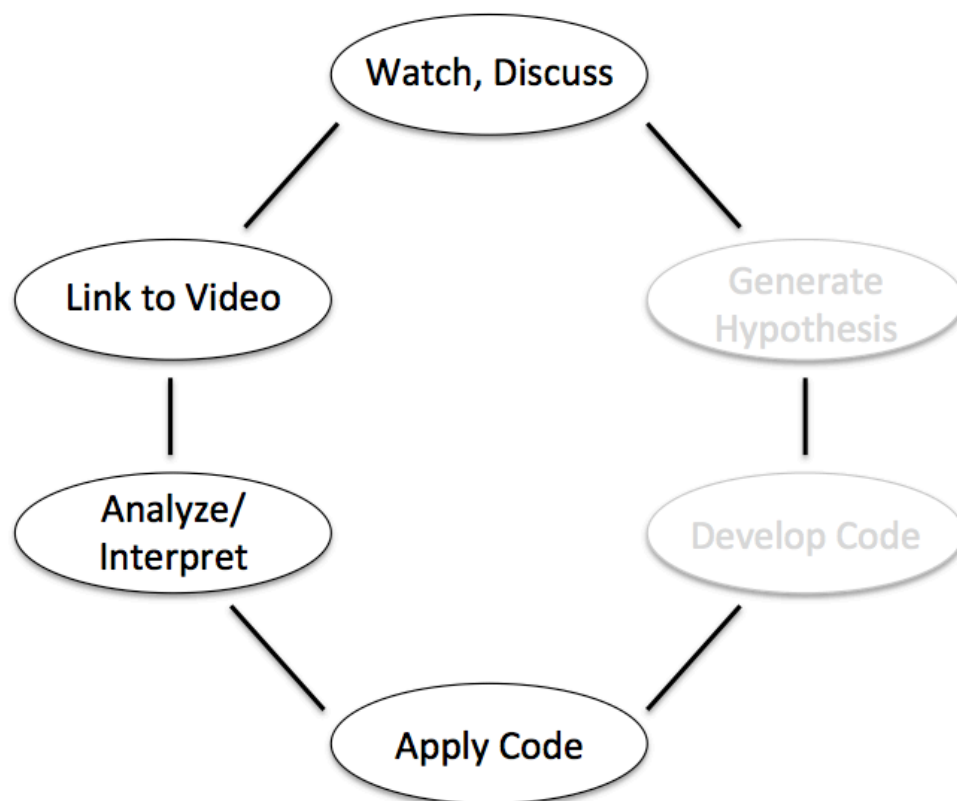 Watch, Discuss
Link to Video
Generate
Hypothesis
Analyze/
Interpret
Develop Code
Apply Code